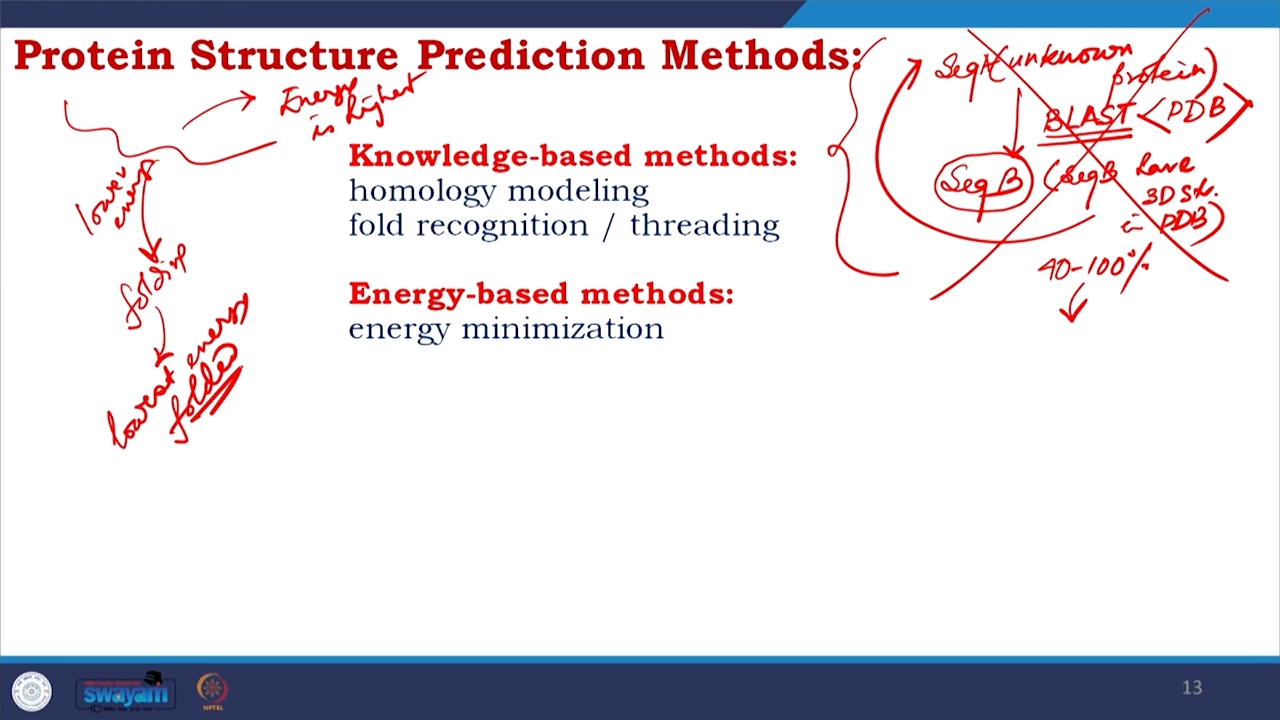 Protein Structure Prediction Methods:
Energy
is highest
lower
energy
folding
lowest energy
folded
Knowledge-based methods:
homology modeling
fold recognition / threading
Energy-based methods:
energy minimization
SeqA (unknown
protein)
BLAST <PDB>
SeqB (SeqB have
3D str.
in PDB)
40-100%
swayam
NPTEL
13